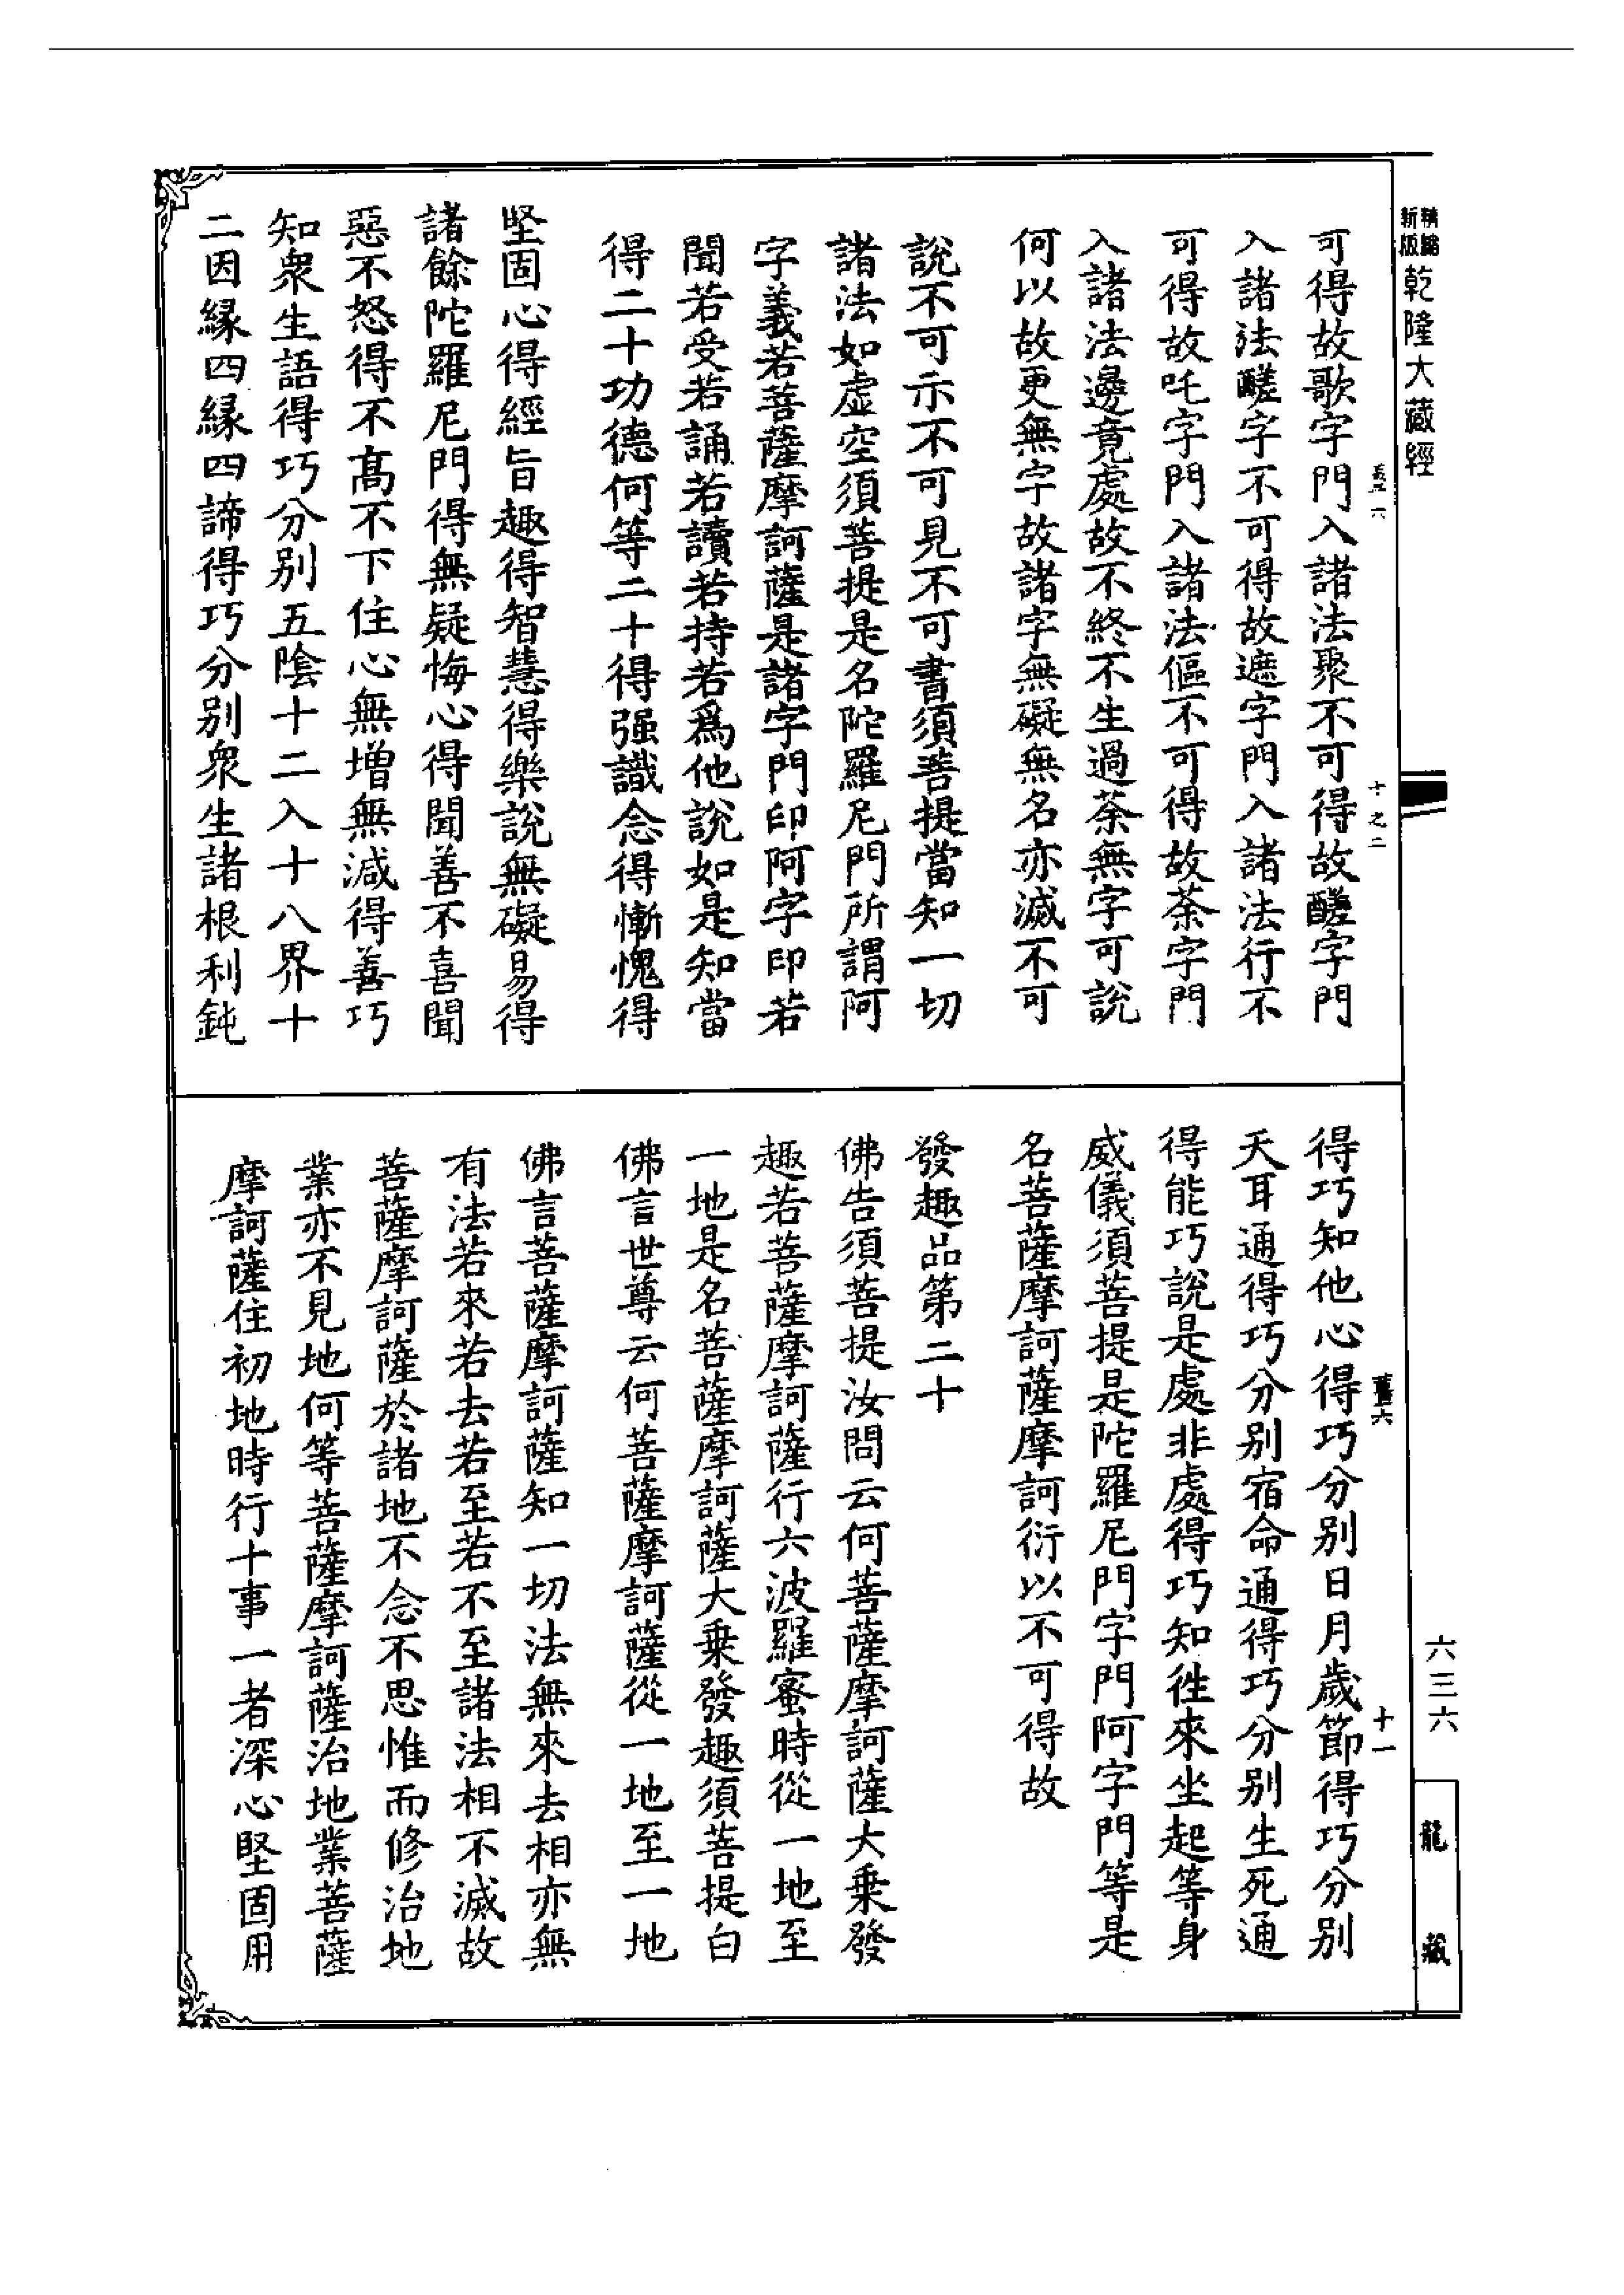 精縮新版乾隆大藏經
十之二
可得故歌字門入諸法聚不可得故醝字門
入諸法醝字不可得故遮字門入諸法行不
可得故吒字門入諸法傴不可得故荼字門
入諸法邊竟處故不終不生過荼無字可說
何以故更無字故諸字無礙無名亦滅不可
說不可示不可見不可書須菩提當知一切
諸法如虛空須菩提是名陀羅尼門所謂阿
字義若菩薩摩訶薩是諸字門印阿字印若
聞若受若誦若讀若持若爲他說如是知當
得二十功德何等二十得强識念得慚愧得
堅固心得經旨趣得智慧得樂說無礙易得
諸餘陀羅尼門得無疑悔心得聞善不喜聞
惡不怒得不高不下住心無增無減得善巧
知衆生語得巧分別五陰十二入十八界十
二因緣四緣四諦得巧分別衆生諸根利鈍
舊六
十一
得巧知他心得巧分別日月歲節得巧分別
天耳通得巧分別宿命通得巧分別生死通
得能巧說是處非處得巧知徃來坐起等身
威儀須菩提是陀羅尼門字門阿字門等是
名菩薩摩訶薩摩訶衍以不可得故
發趣品第二十
佛告須菩提汝問云何菩薩摩訶薩大乗發
趣若菩薩摩訶薩行六波羅蜜時從一地至
一地是名菩薩摩訶薩大乗發趣須菩提白
佛言世尊云何菩薩摩訶薩從一地至一地
佛言菩薩摩訶薩知一切法無來去相亦無
有法若來若去若至若不至諸法相不滅故
菩薩摩訶薩於諸地不念不思惟而修治地
業亦不見地何等菩薩摩訶薩治地業菩薩
摩訶薩住初地時行十事一者深心堅固用
六三六
龍藏